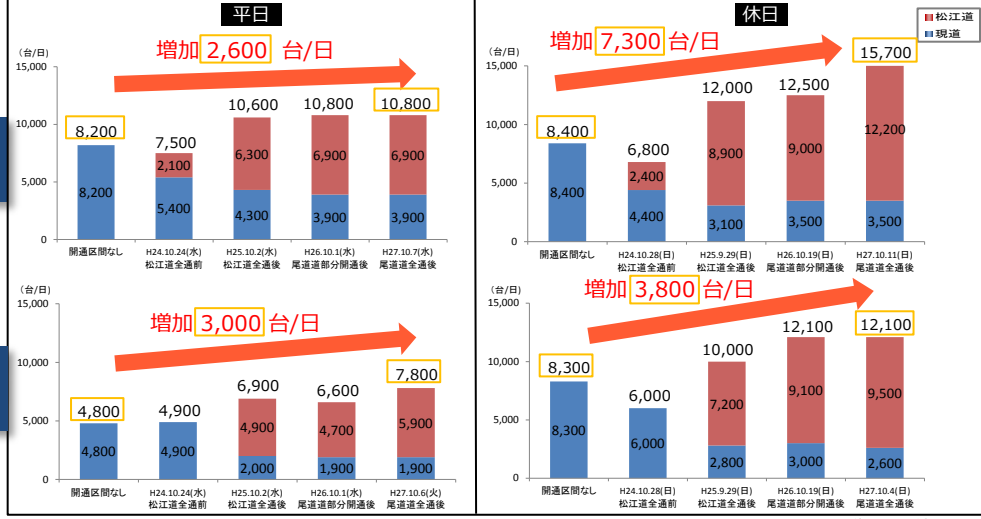 平日
増加 2,600 台/日
(台/日)
15,000
10,000
5,000
0
8,200
8,200
7,500
2,100
5,400
10,600
6,300
4,300
10,800
6,900
3,900
10,800
6,900
3,900
開通区間なし
H24.10.24(水)
松江道全通前
H25.10.2(水)
松江道全通後
H26.10.1(水)
尾道道部分開通後
H27.10.7(水)
尾道道全通後
休日
松江道
現道
増加 7,300 台/日
(台/日)
15,000
10,000
5,000
0
8,400
8,400
6,800
2,400
4,400
12,000
8,900
3,100
12,500
9,000
3,500
15,700
12,200
3,500
開通区間なし
H24.10.28(日)
松江道全通前
H25.9.29(日)
松江道全通後
H26.10.19(日)
尾道道部分開通後
H27.10.11(日)
尾道道全通後
増加 3,000 台/日
(台/日)
15,000
10,000
5,000
0
4,800
4,800
4,900
4,900
6,900
4,900
2,000
6,600
4,700
1,900
7,800
5,900
1,900
開通区間なし
H24.10.24(水)
松江道全通前
H25.10.2(水)
松江道全通後
H26.10.1(水)
尾道道部分開通後
H27.10.6(火)
尾道道全通後
増加 3,800 台/日
(台/日)
15,000
10,000
5,000
0
8,300
8,300
6,000
6,000
10,000
7,200
2,800
12,100
9,100
3,000
12,100
9,500
2,600
開通区間なし
H24.10.28(日)
松江道全通前
H25.9.29(日)
松江道全通後
H26.10.19(日)
尾道道部分開通後
H27.10.4(日)
尾道道全通後